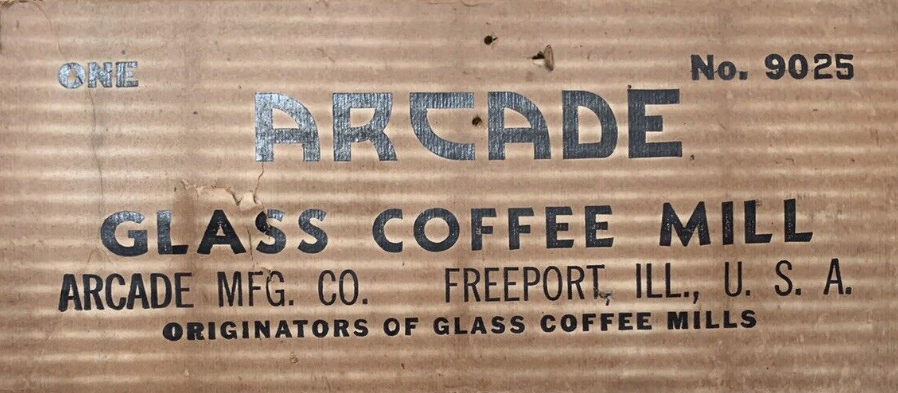 ONE
No. 9025
ARCADE
GLASS COFFEE MILL
ARCADE MFG. CO. FREEPORT, ILL., U. S. A.
ORIGINATORS OF GLASS COFFEE MILLS